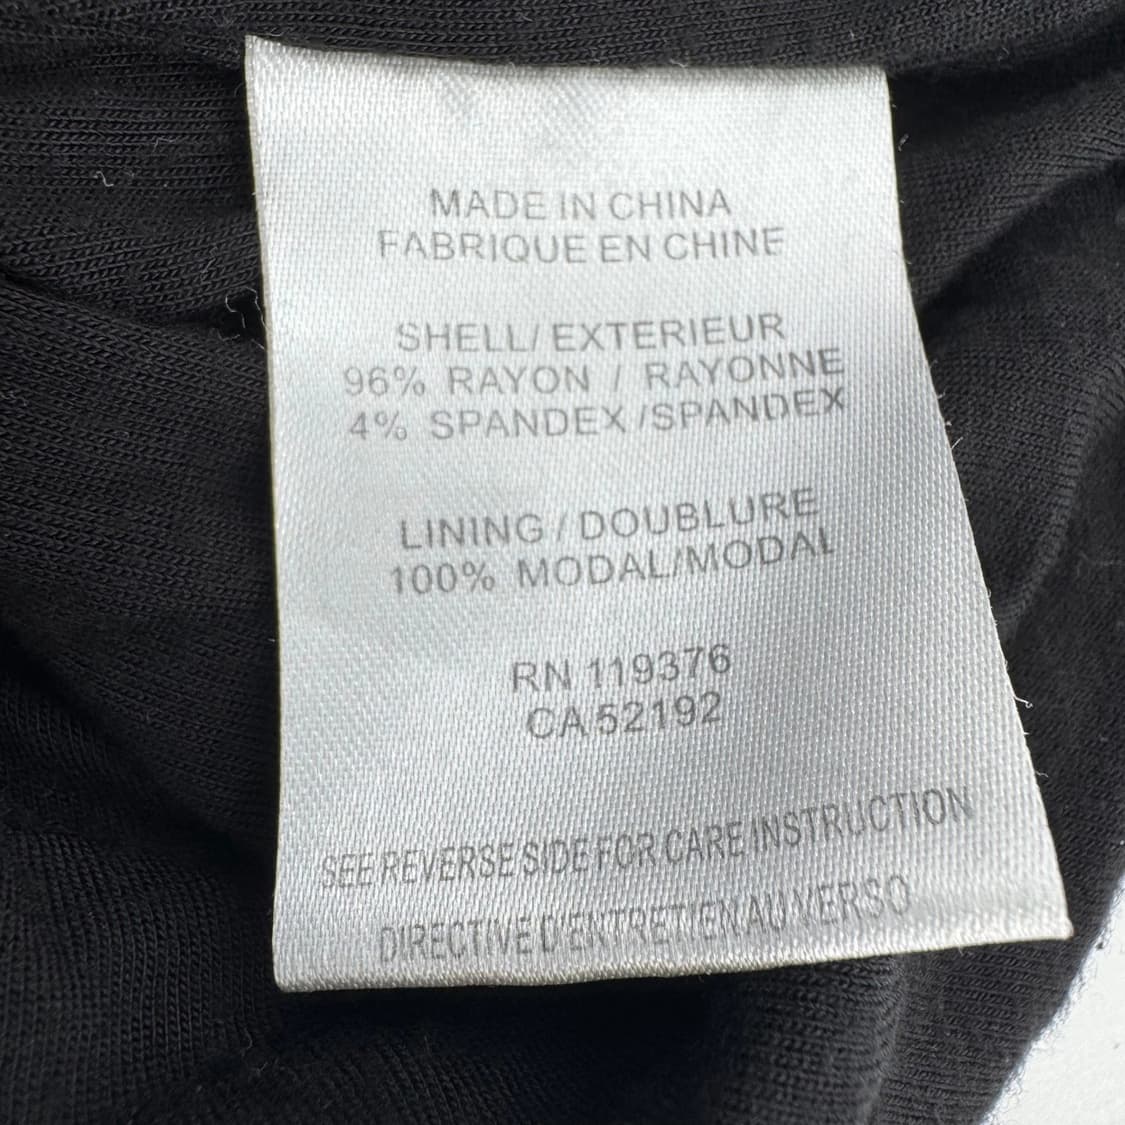 MADE IN CHINA
FABRIQUE EN CHINE
SHELL/ EXTERIEUR
96% RAYON / RAYONNE
4% SPANDEX /SPANDEX
LINING / DOUBLURE
100% MODAL/MODAL
RN 119376
CA 52192
SEE REVERSE SIDE FOR CARE INSTRUCTION
DIRECTIVE D'ENTRETIEN AU VERSO